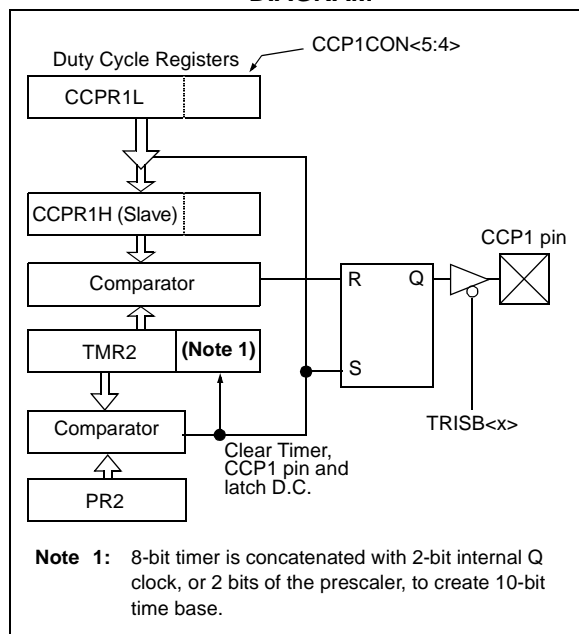 DIAGRAM
Duty Cycle Registers
CCP1CON<5:4>
CCPR1L
CCPR1H (Slave)
Comparator
TMR2
(Note 1)
Comparator
PR2
R
Q
S
CCP1 pin
TRISB<x>
Clear Timer,
CCP1 pin and
latch D.C.
Note 1: 8-bit timer is concatenated with 2-bit internal Q
clock, or 2 bits of the prescaler, to create 10-bit
time base.